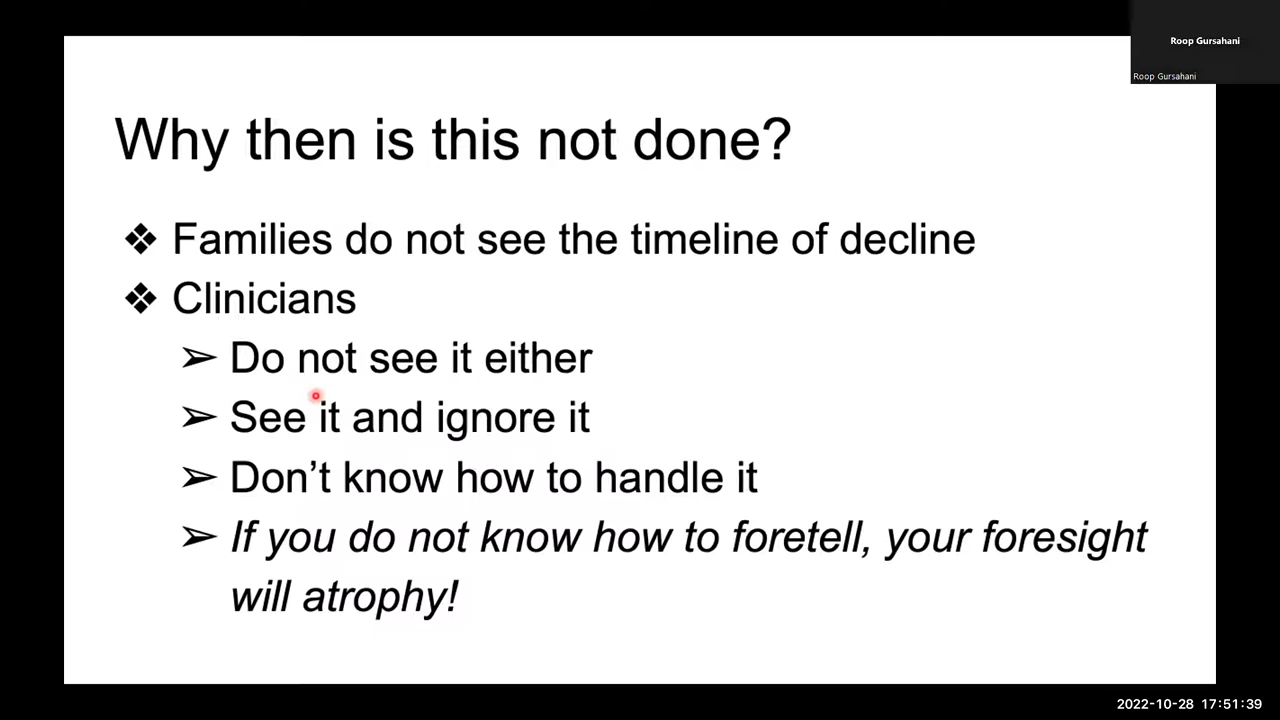 Roop Gursahani
Roop Gursahani
Why then is this not done?
❖ Families do not see the timeline of decline
❖ Clinicians
➢ Do not see it either
➢ See it and ignore it
➢ Don’t know how to handle it
➢ If you do not know how to foretell, your foresight
will atrophy!
2022-10-28 17:51:39